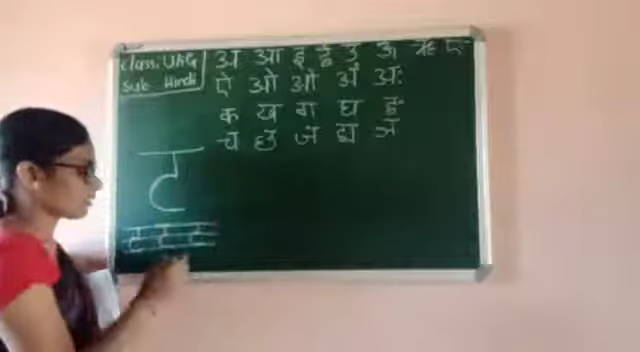 Class: UKG
Sub Hindi
अ आ इ ई उ ऊ ऋ ए
ऐ ओ औ अं अः
क ख ग घ ङ
च छ ज झ ञ
ट
ट ट ट